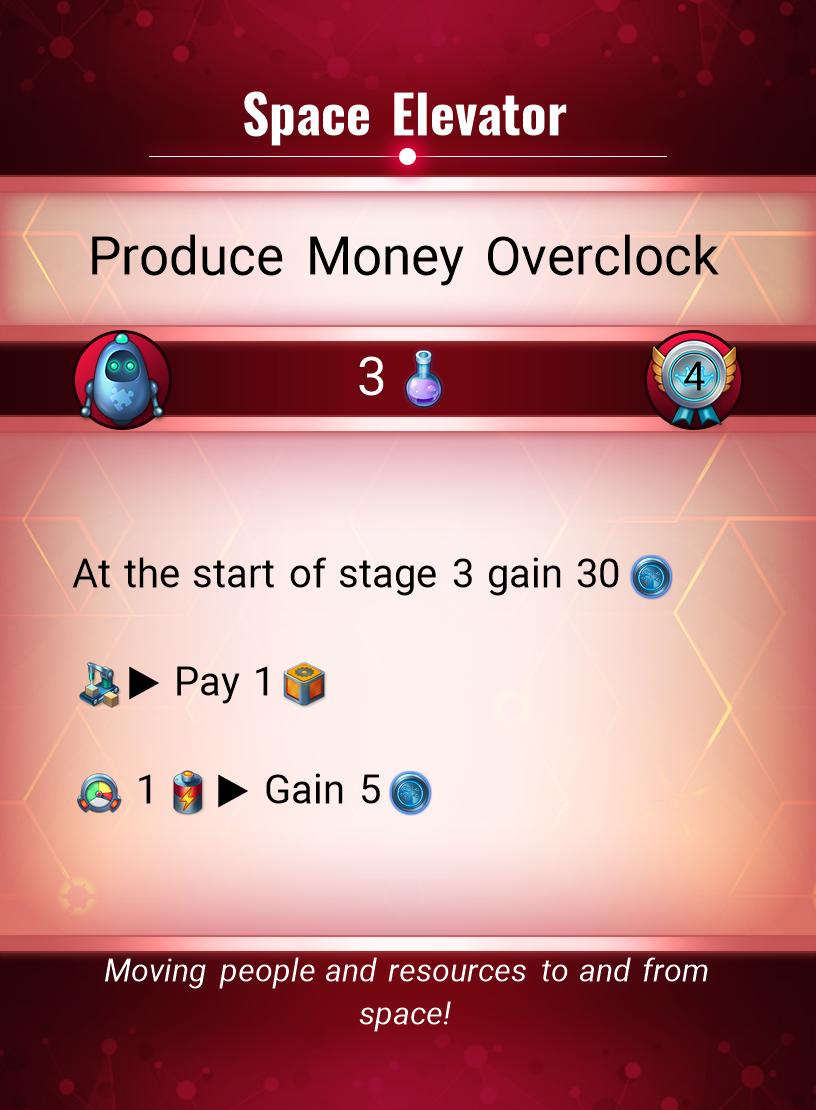 Space Elevator
Produce Money Overclock
3
4
At the start of stage 3 gain 30
Pay 1
1 Gain 5
Moving people and resources to and from
space!